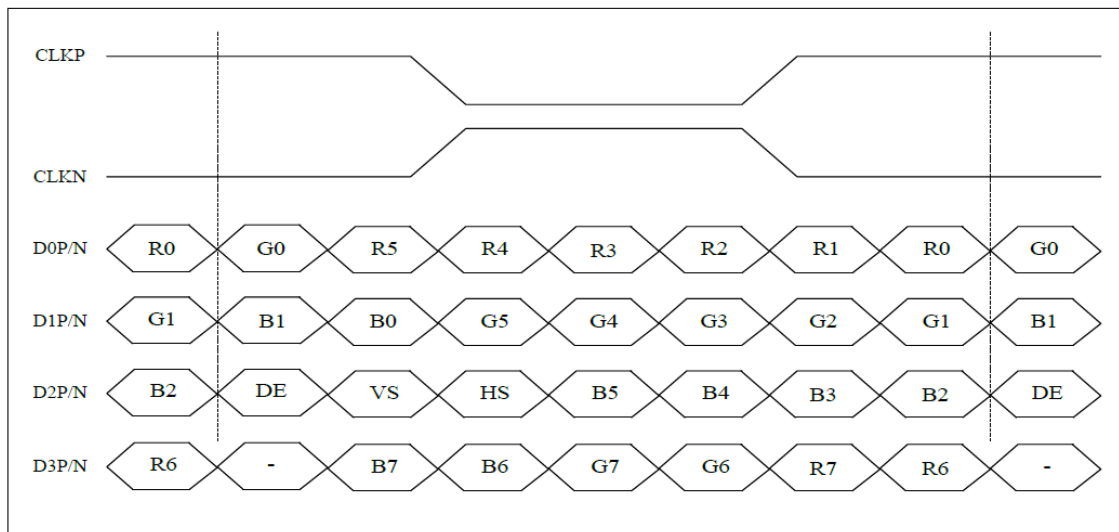 CLKP
CLKN
D0P/N R0 G0 R5 R4 R3 R2 R1 R0 G0
D1P/N G1 B1 B0 G5 G4 G3 G2 G1 B1
D2P/N B2 DE VS HS B5 B4 B3 B2 DE
D3P/N R6 - B7 B6 G7 G6 R7 R6 -